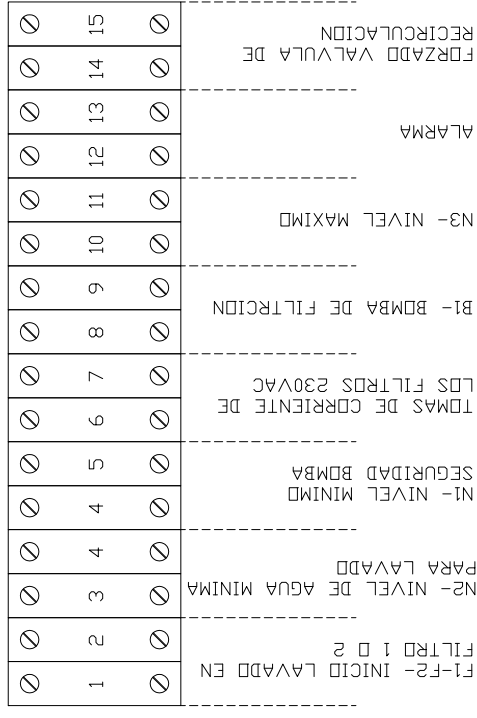 F1-F2- INICIO LAVADO EN
FILTRO 1 O 2
1
2
N2- NIVEL DE AGUA MINIMA
PARA LAVADO
3
4
N1- NIVEL MINIMO
SEGURIDAD BOMBA
4
5
TOMAS DE CORRIENTE DE
LOS FILTROS 230VAC
6
7
B1- BOMBA DE FILTRCION
8
9
N3- NIVEL MAXIMO
10
11
ALARMA
12
13
FORZADO VALVULA DE
RECIRCULACION
14
15